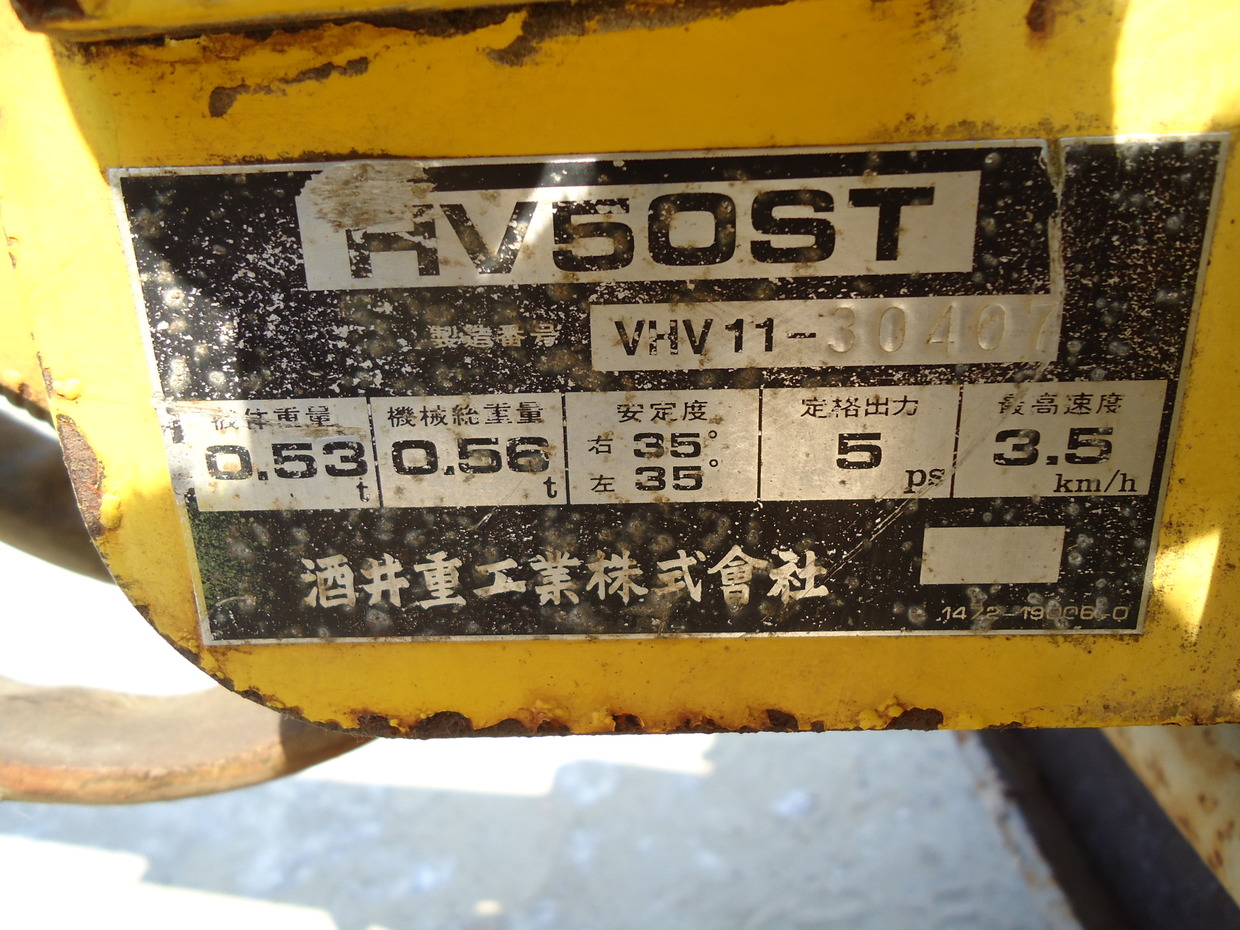 HV50ST
製造番号 VHV11-30407
機体重量 機械総重量 安定度 定格出力 最高速度
0.53 t 0.56 t 右 35° 左 35° 5 ps 3.5 km/h
酒井重工業株式會社